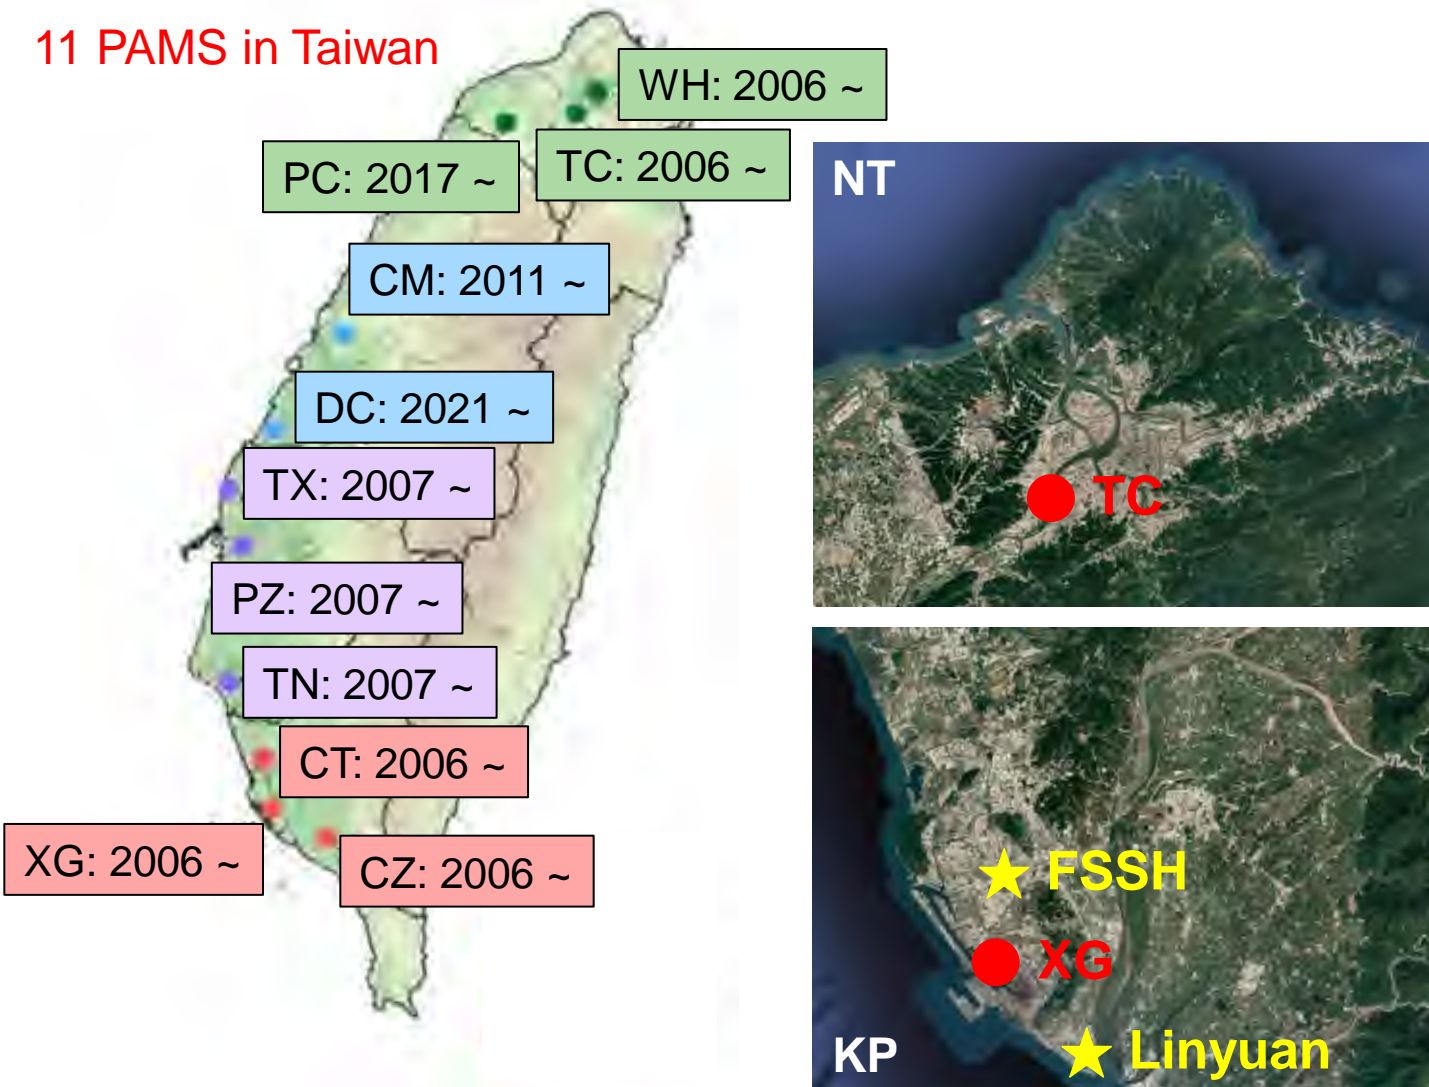 11 PAMS in Taiwan
WH: 2006 ~
PC: 2017 ~
TC: 2006 ~
CM: 2011 ~
DC: 2021 ~
TX: 2007 ~
PZ: 2007 ~
TN: 2007 ~
CT: 2006 ~
XG: 2006 ~
CZ: 2006 ~
NT
TC
FSSH
XG
KP
Linyuan